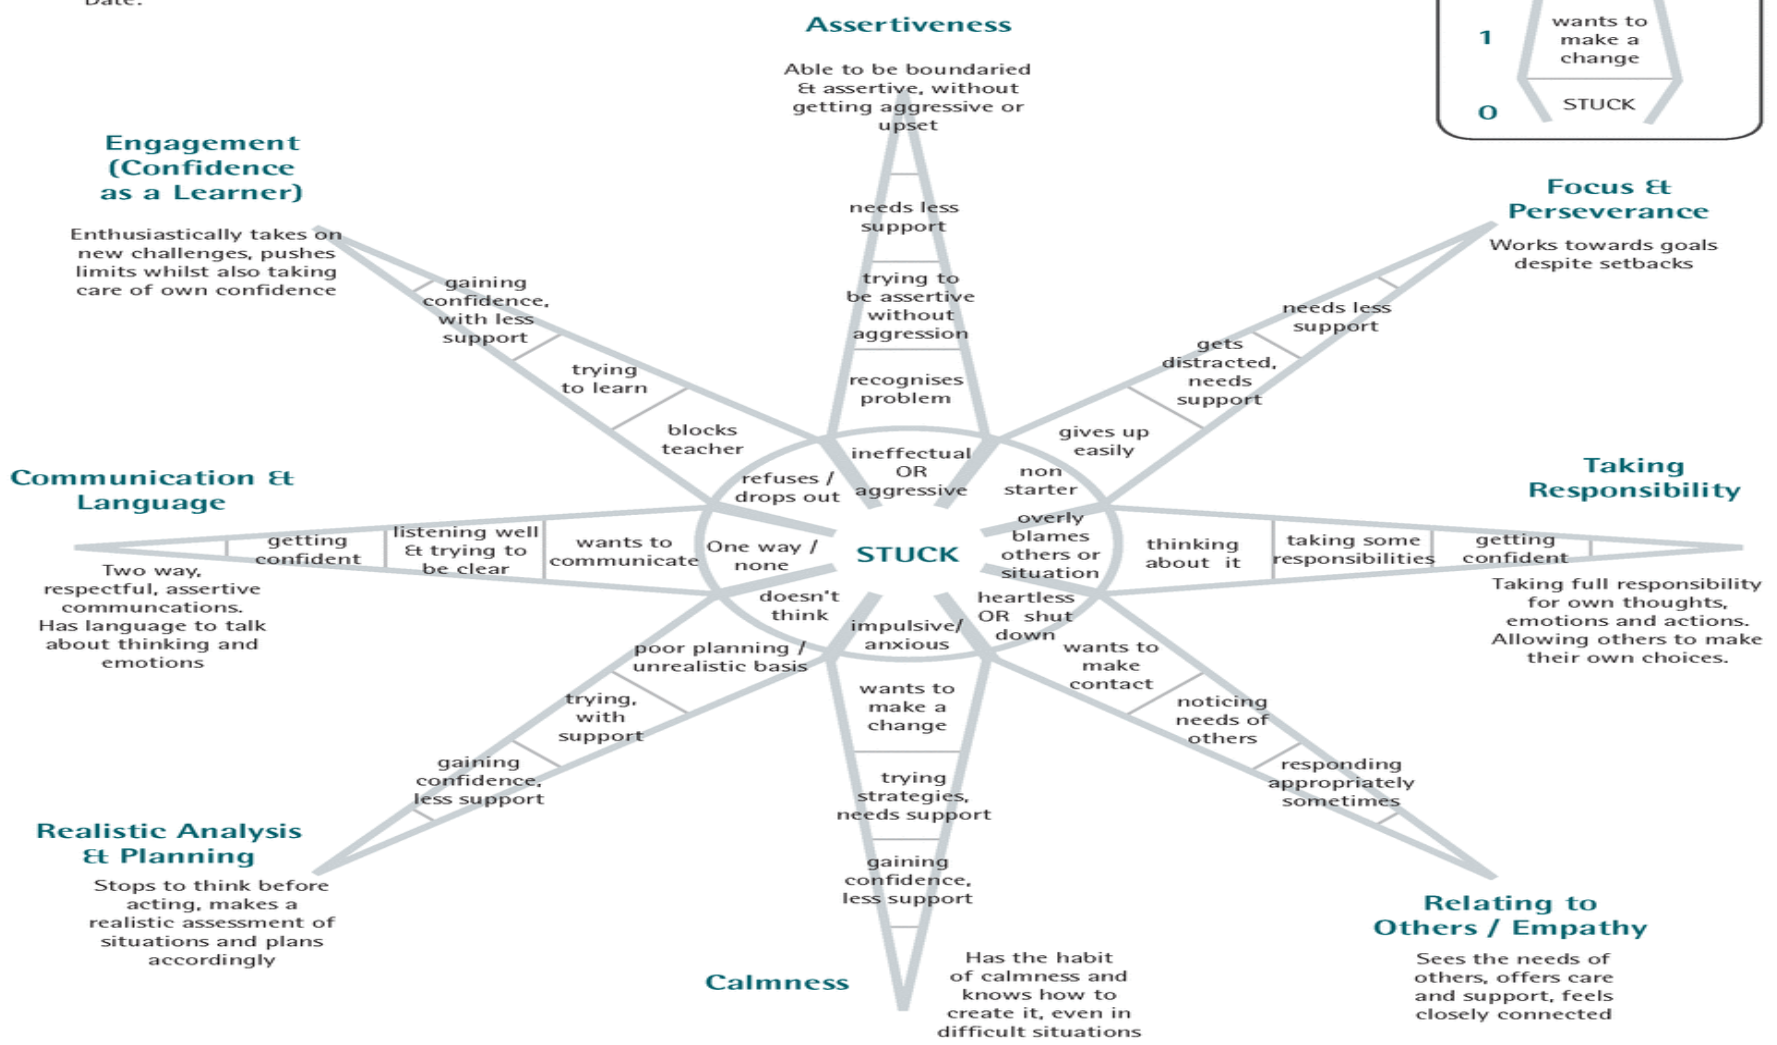 Date:
Assertiveness
Able to be boundaried
& assertive, without
getting aggressive or
upset
needs less
support
trying to
be assertive
without
aggression
recognises
problem
ineffectual
OR
aggressive
1
wants to
make a
change
0
STUCK
Focus &
Perseverance
Works towards goals
despite setbacks
needs less
support
gets
distracted,
needs
support
gives up
easily
non
starter
Taking
Responsibility
Taking full responsibility
for own thoughts,
emotions and actions.
Allowing others to make
their own choices.
getting
confident
taking some
responsibilities
thinking
about it
overly
blames
others or
situation
Relating to
Others / Empathy
Sees the needs of
others, offers care
and support, feels
closely connected
responding
appropriately
sometimes
noticing
needs of
others
wants to
make
contact
heartless
OR shut
down
Calmness
Has the habit
of calmness and
knows how to
create it, even in
difficult situations
gaining
confidence,
less support
trying
strategies,
needs support
wants to
make a
change
impulsive/
anxious
Realistic Analysis
& Planning
Stops to think before
acting, makes a
realistic assessment of
situations and plans
accordingly
gaining
confidence,
less support
trying,
with
support
poor planning /
unrealistic basis
doesn't
think
Communication &
Language
Two way,
respectful, assertive
communcations.
Has language to talk
about thinking and
emotions
getting
confident
listening well
& trying to
be clear
wants to
communicate
One way /
none
Engagement
(Confidence
as a Learner)
Enthusiastically takes on
new challenges, pushes
limits whilst also taking
care of own confidence
gaining
confidence,
with less
support
trying
to learn
blocks
teacher
refuses /
drops out
STUCK